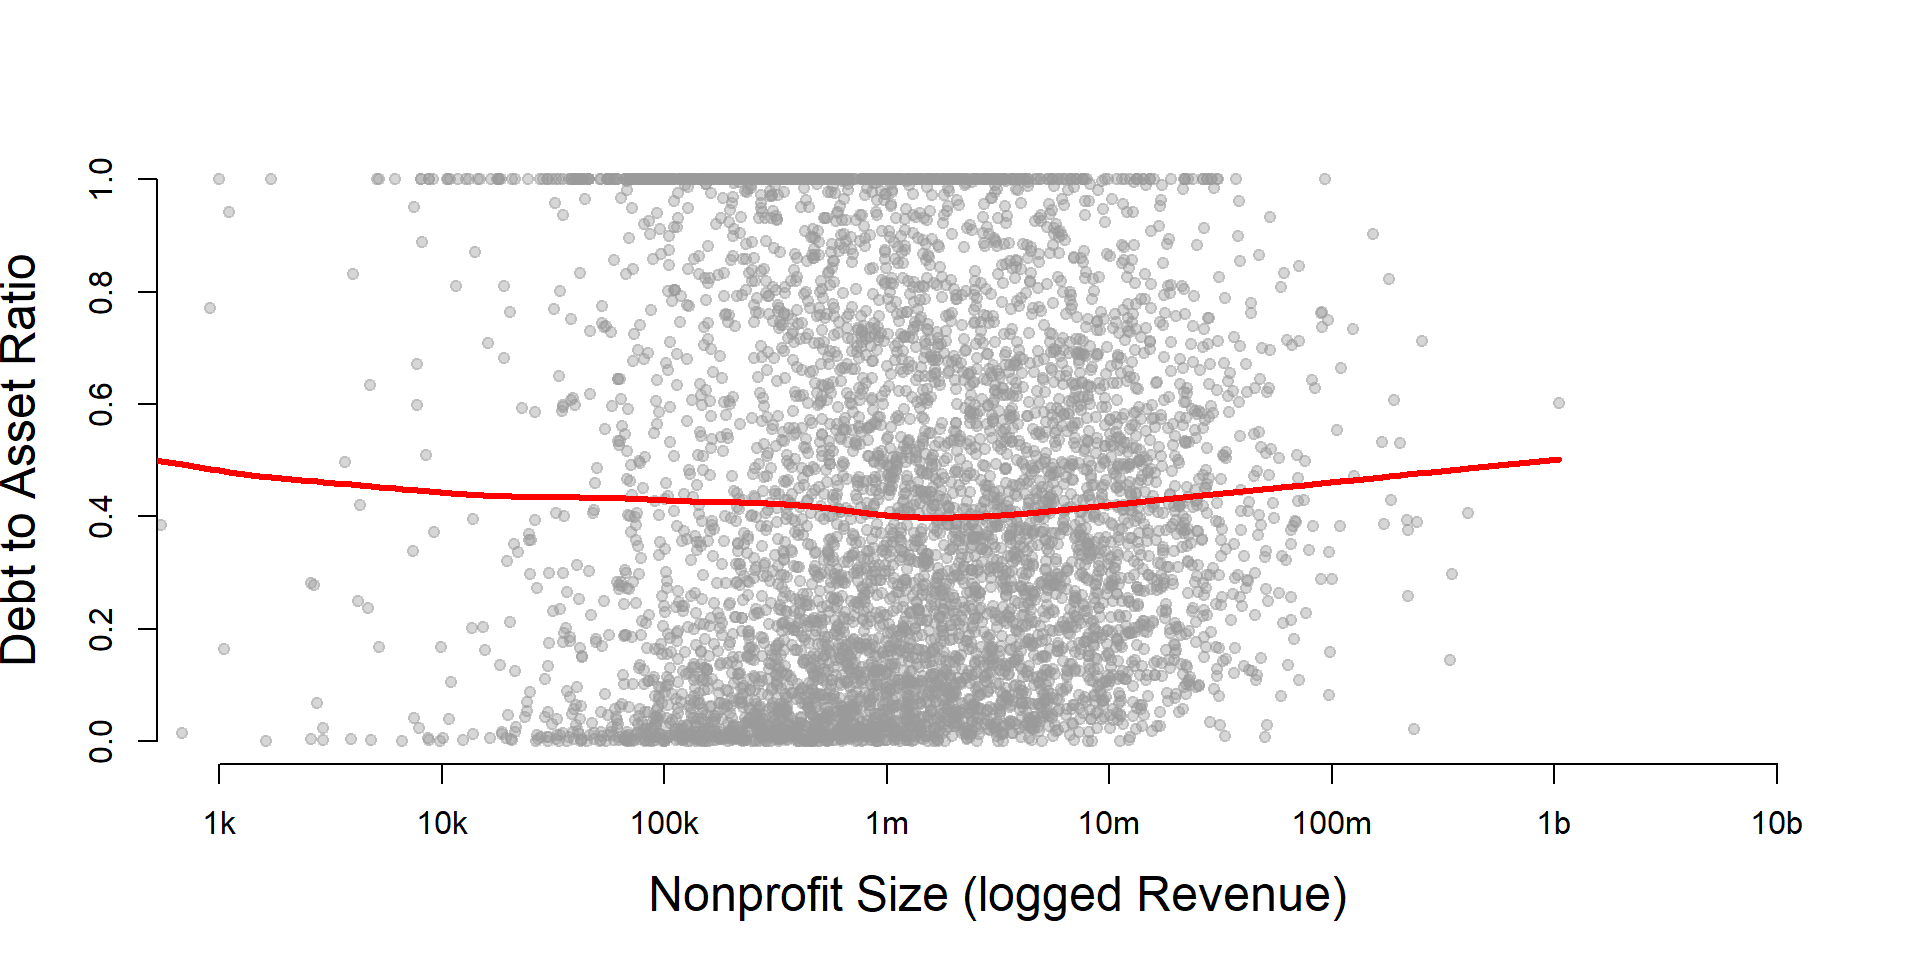 Debt to Asset Ratio
1.0
0.8
0.6
0.4
0.2
0.0
1k 10k 100k 1m 10m 100m 1b 10b
Nonprofit Size (logged Revenue)